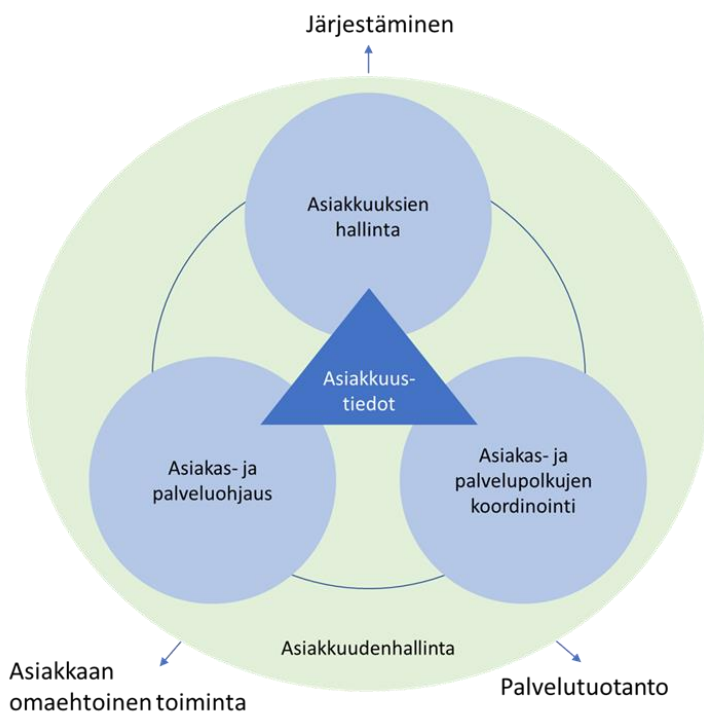 Järjestäminen
Asiakkuuksien
hallinta
Asiakkuus-
tiedot
Asiakas- ja
palveluohjaus
Asiakas- ja
palvelupolkujen
koordinointi
Asiakkuudenhallinta
Asiakkaan
omaehtoinen toiminta
Palvelutuotanto